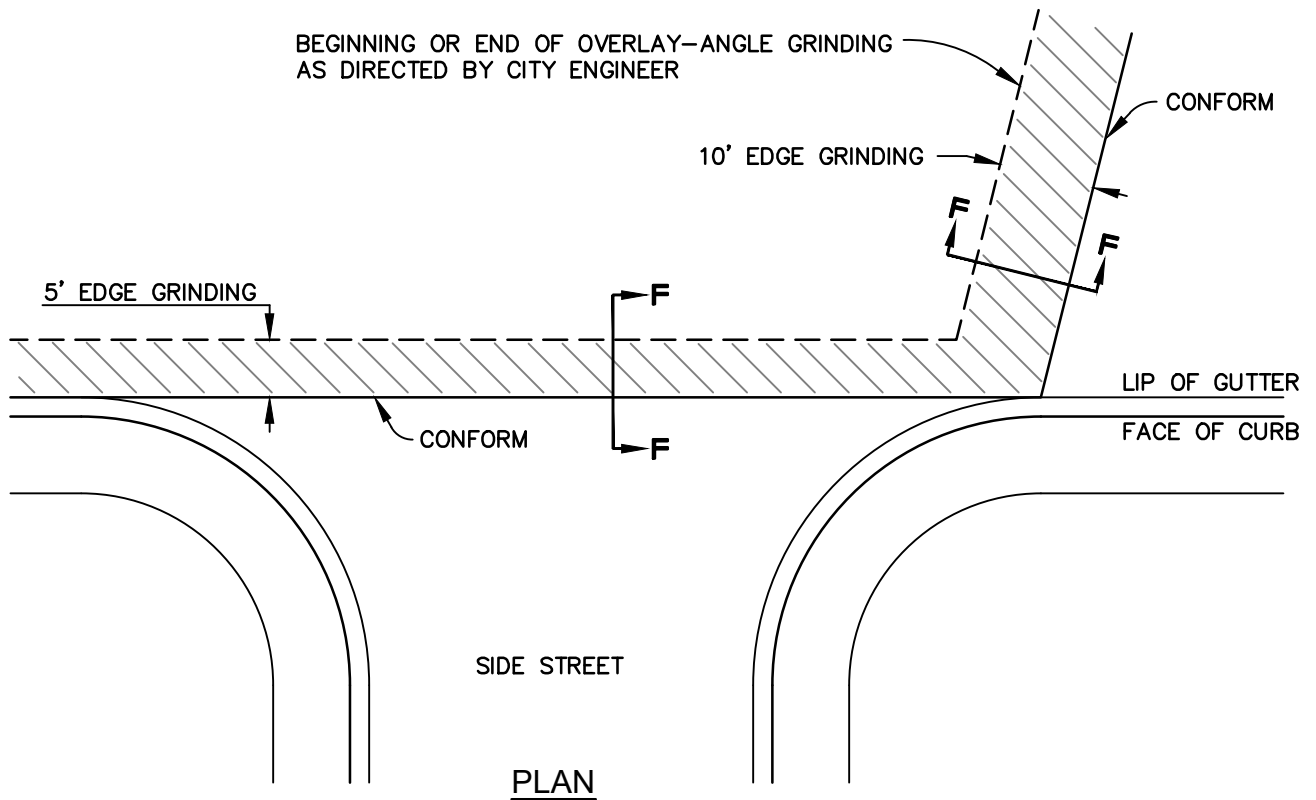 BEGINNING OR END OF OVERLAY-ANGLE GRINDING
AS DIRECTED BY CITY ENGINEER
CONFORM
10' EDGE GRINDING
F
F
5' EDGE GRINDING
F
LIP OF GUTTER
FACE OF CURB
CONFORM
F
SIDE STREET
PLAN